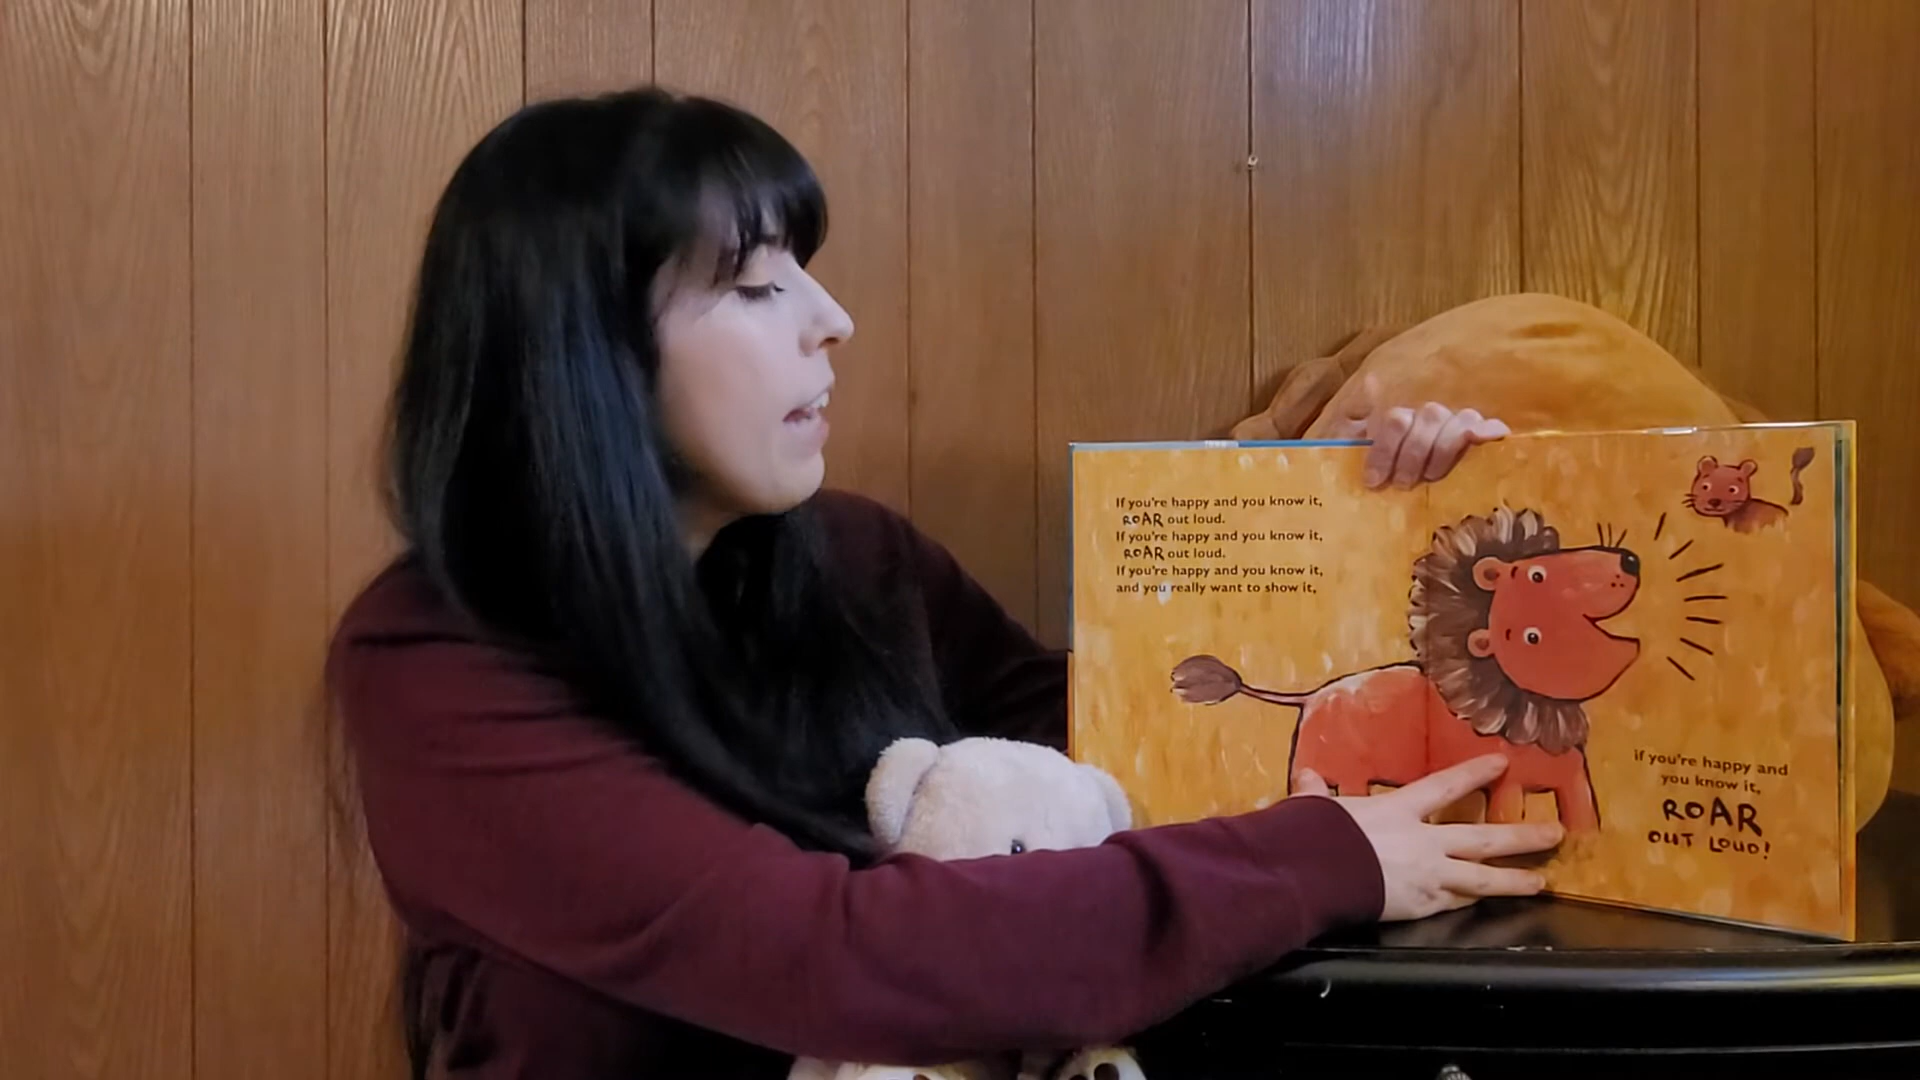 If you're happy and you know it,
ROAR out loud.
If you're happy and you know it,
ROAR out loud.
If you're happy and you know it,
and you really want to show it,
if you're happy and
you know it,
ROAR
OUT LOUD!